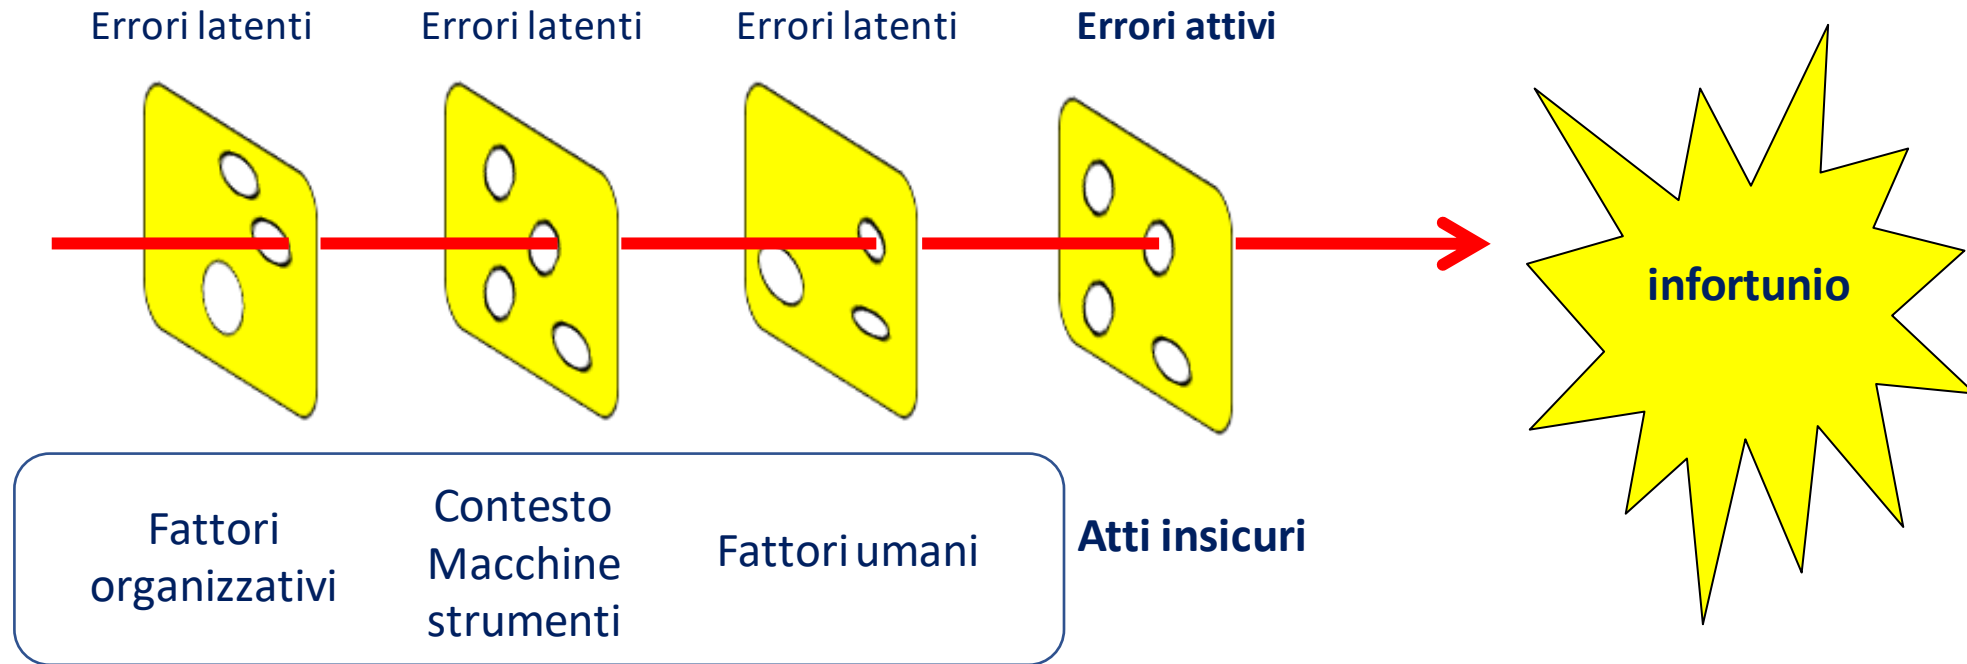 Errori latenti
Errori latenti
Errori latenti
Errori attivi
infortunio
Fattori
organizzativi
Contesto
Macchine
strumenti
Fattori umani
Atti insicuri